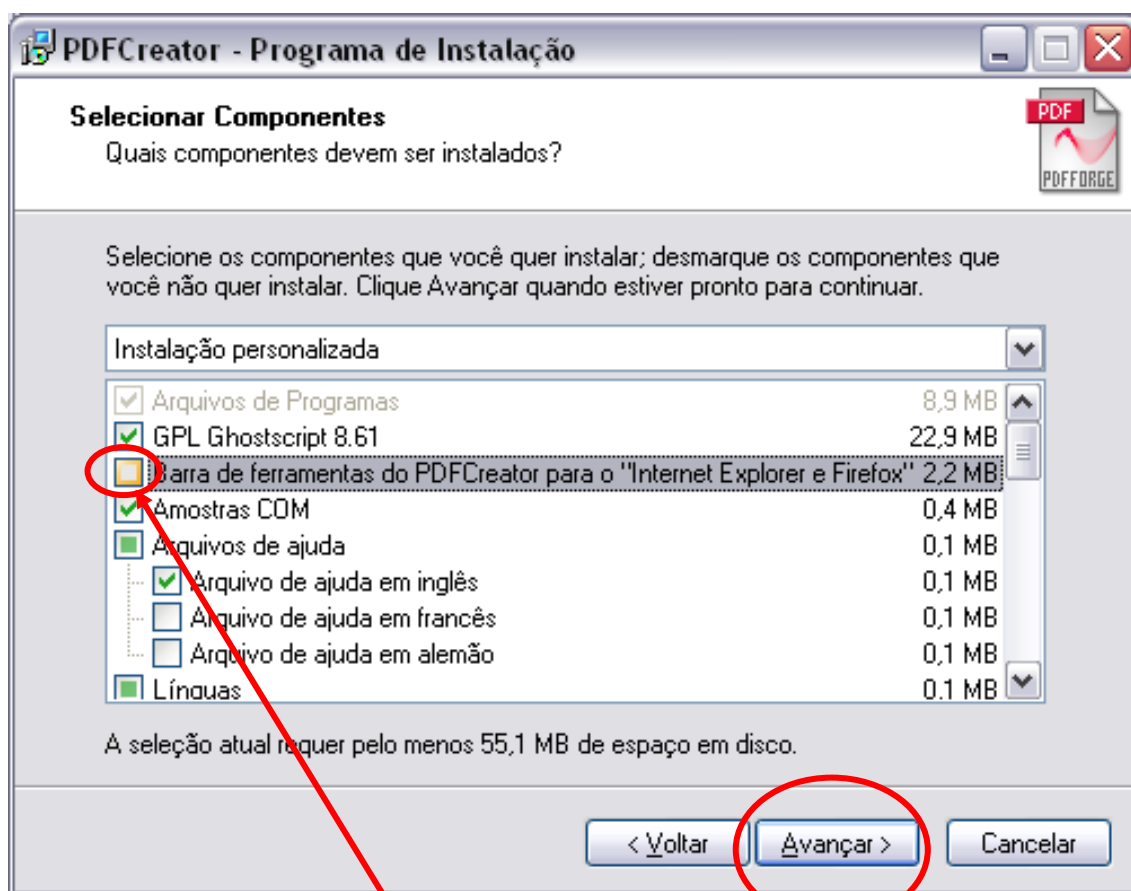 PDFCreator - Programa de Instalação
Selecionar Componentes
Quais componentes devem ser instalados?
PDF
PDFFORGE
Selecione os componentes que você quer instalar; desmarque os componentes que
você não quer instalar. Clique Avançar quando estiver pronto para continuar.
Instalação personalizada
Arquivos de Programas 8,9 MB
GPL Ghostscript 8.61 22,9 MB
Barra de ferramentas do PDFCreator para o "Internet Explorer e Firefox" 2,2 MB
Amostras COM 0,4 MB
Arquivos de ajuda 0,1 MB
Arquivo de ajuda em inglês 0,1 MB
Arquivo de ajuda em francês 0,1 MB
Arquivo de ajuda em alemão 0,1 MB
Línguas 0.1 MB
A seleção atual requer pelo menos 55,1 MB de espaço em disco.
< Voltar Avançar > Cancelar